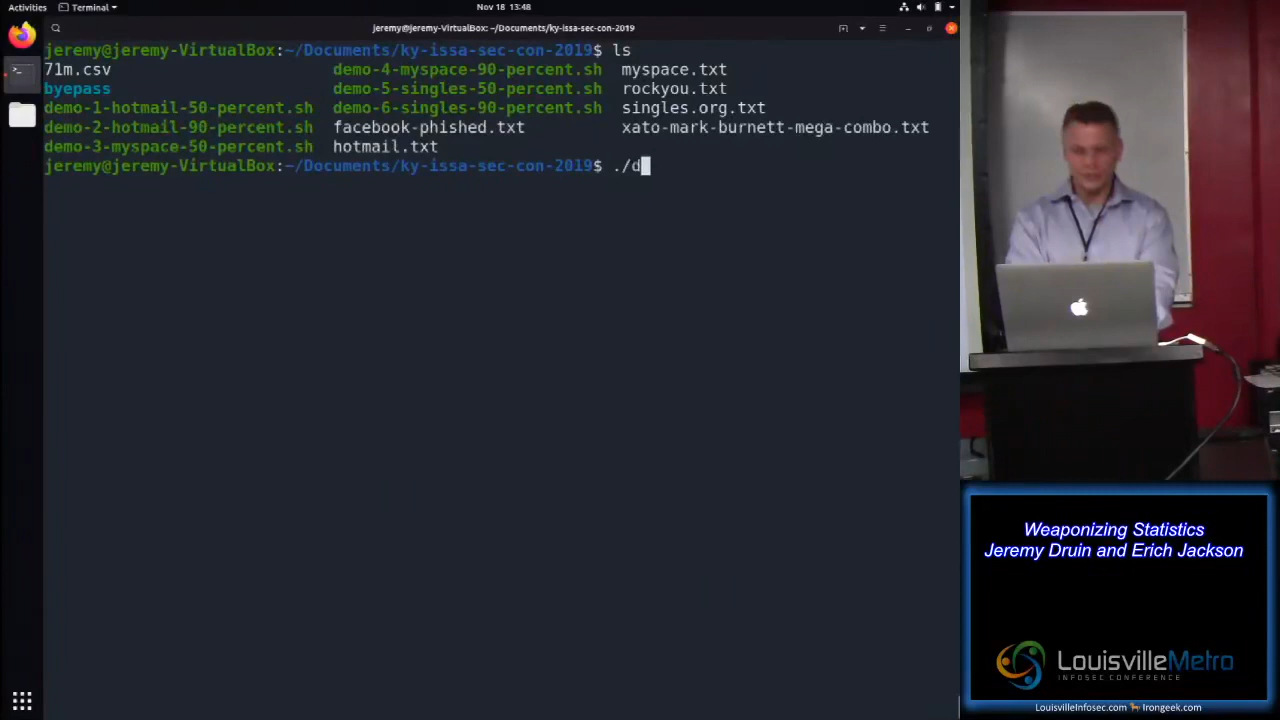 Activities Terminal Nov 18 13:48
jeremy@jeremy-VirtualBox: ~/Documents/ky-issa-sec-con-2019
jeremy@jeremy-VirtualBox:~/Documents/ky-issa-sec-con-2019$ ls
71m.csv demo-4-myspace-90-percent.sh myspace.txt
byepass demo-5-singles-50-percent.sh rockyou.txt
demo-1-hotmail-50-percent.sh demo-6-singles-90-percent.sh singles.org.txt
demo-2-hotmail-90-percent.sh facebook-phished.txt xato-mark-burnett-mega-combo.txt
demo-3-myspace-50-percent.sh hotmail.txt
jeremy@jeremy-VirtualBox:~/Documents/ky-issa-sec-con-2019$ ./d
Weaponizing Statistics
Jeremy Druin and Erich Jackson
LouisvilleMetro
INFOSEC CONFERENCE
LouisvilleInfosec.com Irongeek.com